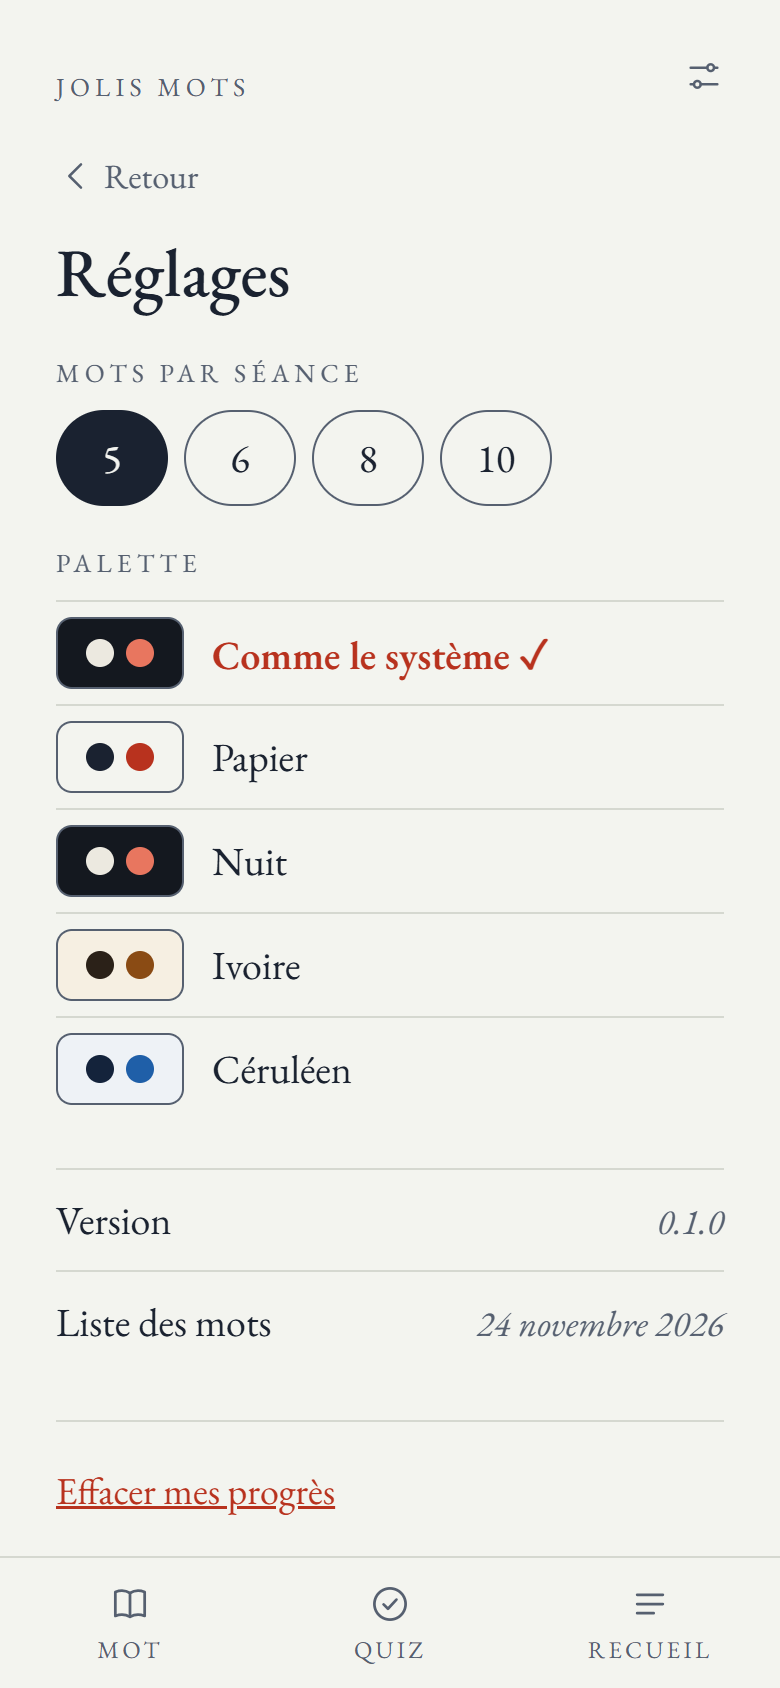 JOLIS MOTS
Retour
Réglages
MOTS PAR SÉANCE
5 6 8 10
PALETTE
Comme le système ✓
Papier
Nuit
Ivoire
Céruléen
Version 0.1.0
Liste des mots 24 novembre 2026
Effacer mes progrès
MOT QUIZ RECUEIL